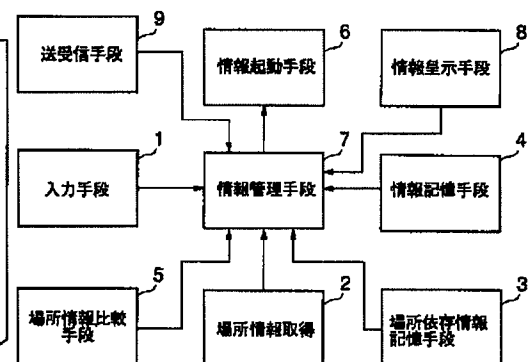 9
送受信手段
6
情報起動手段
8
情報呈示手段
1
入力手段
7
情報管理手段
4
情報記憶手段
5
場所情報比較
手段
2
場所情報取得
3
場所依存情報
記憶手段